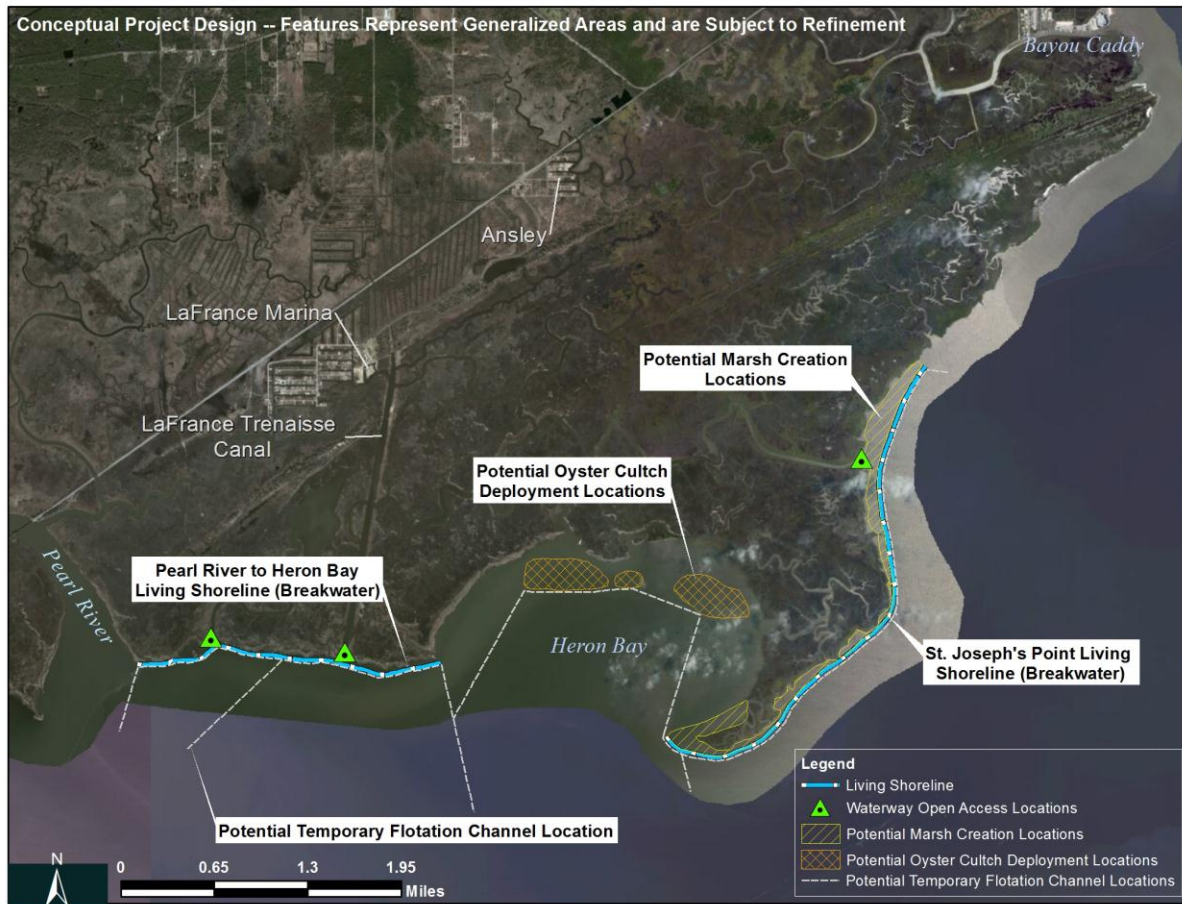 Conceptual Project Design -- Features Represent Generalized Areas and are Subject to Refinement
Bayou Caddy
Ansley
LaFrance Marina
Potential Marsh Creation
Locations
LaFrance Trenaisse
Canal
Potential Oyster Cultch
Deployment Locations
Pearl River
Pearl River to Heron Bay
Living Shoreline (Breakwater)
Heron Bay
St. Joseph's Point Living
Shoreline (Breakwater)
Potential Temporary Flotation Channel Location
Legend
Living Shoreline
Waterway Open Access Locations
Potential Marsh Creation Locations
Potential Oyster Cultch Deployment Locations
Potential Temporary Flotation Channel Locations
N
0 0.65 1.3 1.95
Miles